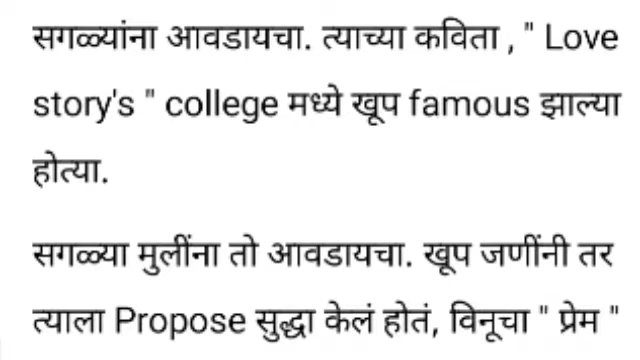 सगळ्यांना आवडायचा. त्याच्या कविता , " Love
story's " college मध्ये खूप famous झाल्या
होत्या.
सगळ्या मुलींना तो आवडायचा. खूप जणींनी तर
त्याला Propose सुद्धा केलं होतं, विनूचा " प्रेम "